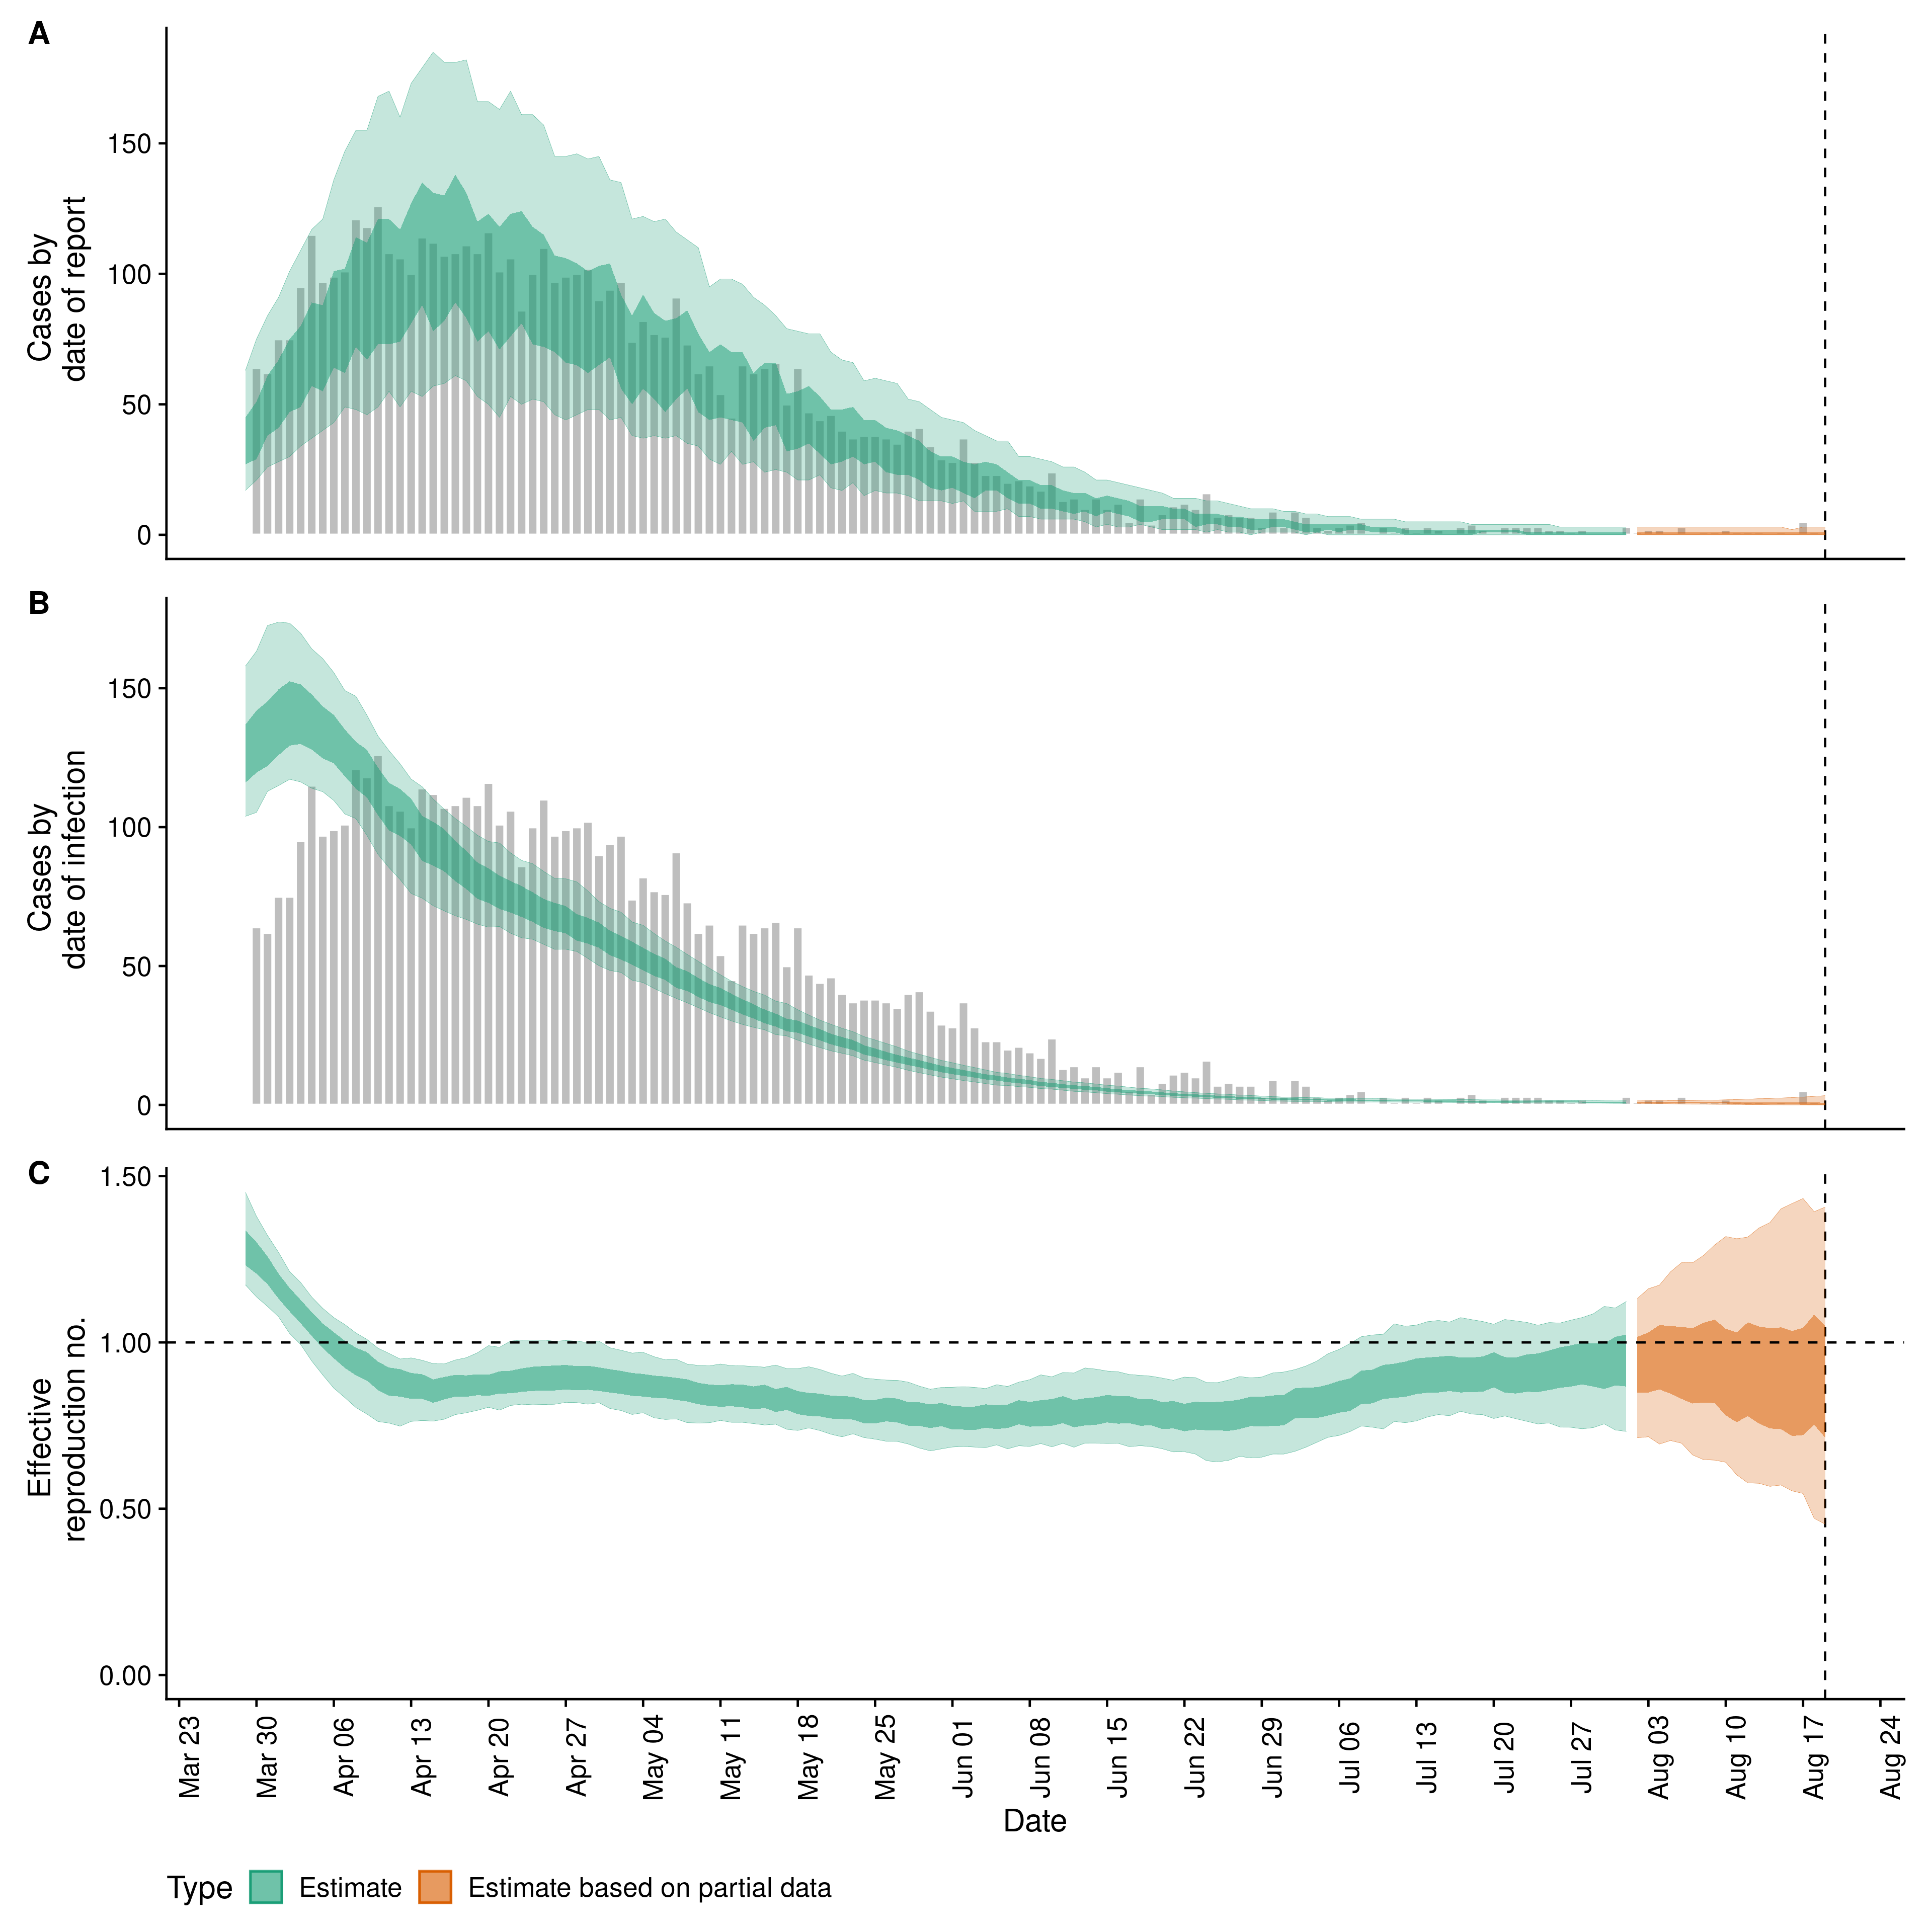 A
Cases by
date of report
150
100
50
0
B
Cases by
date of infection
150
100
50
0
C
Effective
reproduction no.
1.50
1.00
0.50
0.00
Mar 23
Mar 30
Apr 06
Apr 13
Apr 20
Apr 27
May 04
May 11
May 18
May 25
Jun 01
Jun 08
Jun 15
Jun 22
Jun 29
Jul 06
Jul 13
Jul 20
Jul 27
Aug 03
Aug 10
Aug 17
Aug 24
Date
Type Estimate Estimate based on partial data